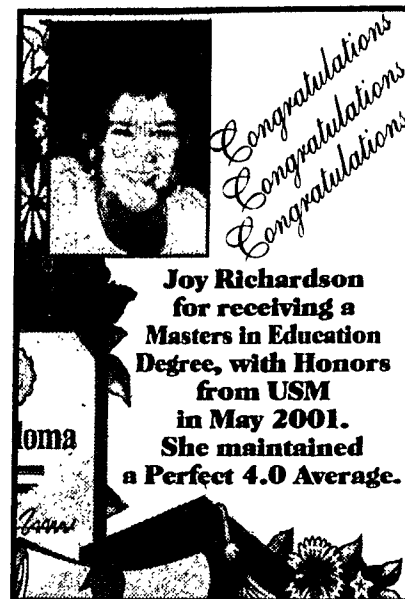 Congratulations
Congratulations
Congratulations
Joy Richardson
for receiving a
Masters in Education
Degree, with Honors
from USM
in May 2001.
She maintained
a Perfect 4.0 Average.
loma